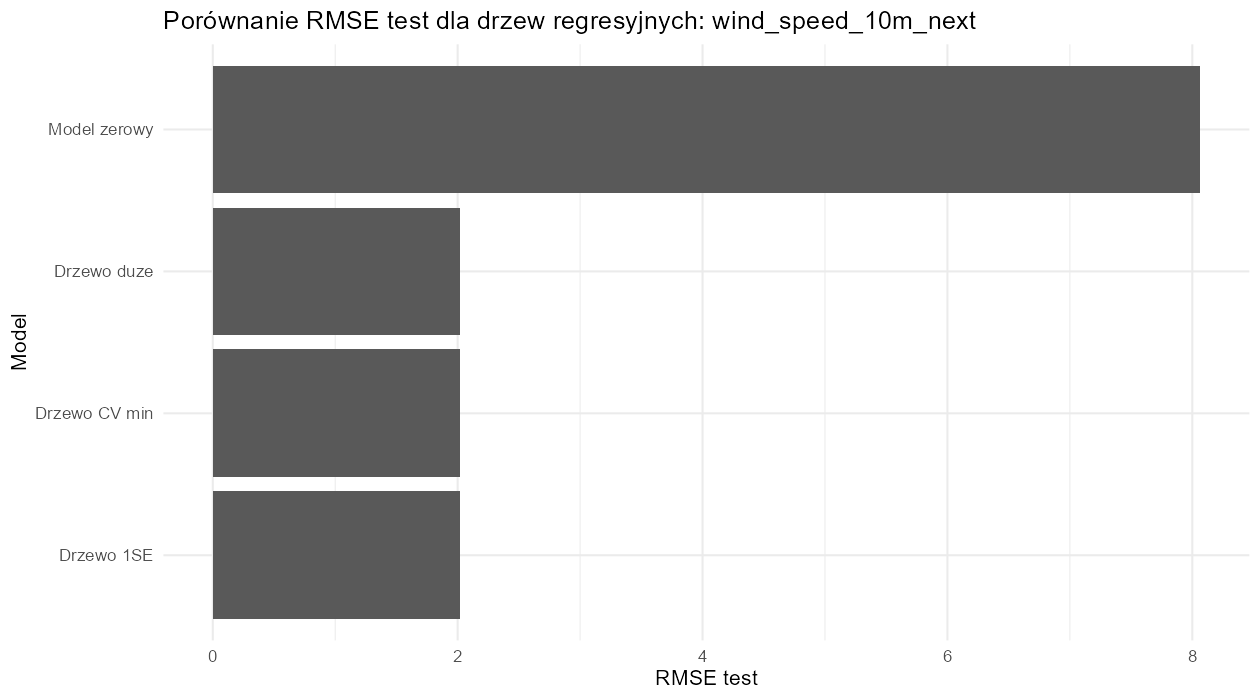 Porównanie RMSE test dla drzew regresyjnych: wind_speed_10m_next
Model zerowy
Drzewo duze
Drzewo CV min
Drzewo 1SE
Model
0 2 4 6 8
RMSE test